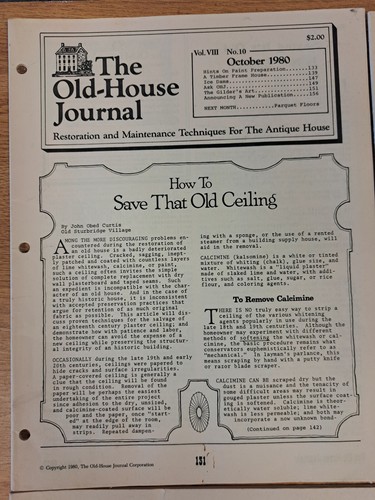 $2.00
The
Old-House
Journal
Vol. VIII No. 10
October 1980
Hints On Paint Preparation.......133
A Timber Frame House.............139
Ice Dams.........................147
Ask OHJ..........................149
The Gilder's Art.................151
Announcing A New Publication.....156
NEXT MONTH...........Parquet Floors
Restoration and Maintenance Techniques For The Antique House
How To
Save That Old Ceiling
By John Obed Curtis
Old Sturbridge Village
AMONG THE MORE DISCOURAGING problems en-
countered during the restoration of
an old house is a badly deteriorated
plaster ceiling. Cracked, sagging, inept-
ly patched and coated with countless layers
of lime whitewash, calcimine, or paint,
such a ceiling often invites the simple
solution of complete replacement with dry
wall plasterboard and taped seams. Such
an expedient is incompatible with the char-
acter of an old house. And in the case of
a truly historic house, it is inconsistent
with accepted preservation practices that
argue for retention of as much original
fabric as possible. This article will dis-
cuss proven techniques for the salvage of
an eighteenth century plaster ceiling; and
demonstrate how with patience and labor,
the homeowner can enjoy a visually sound,
new ceiling while preserving the structur-
al integrity of an historic building.
OCCASIONALLY during the late 19th and early
20th centuries, ceilings were papered to
hide cracks and surface irregularities.
A paper-covered ceiling is generally a
clue that the ceiling will be found
in rough condition. Removal of the
paper will be perhaps the easiest
undertaking of the entire project
since adhesion to the dry, unsized,
and calcimine-coated surface will be
poor and the paper, once "start-
ed" at the edge of the room,
may readily pull away in
strips. Repeated dampen-
ing with a sponge, or the use of a rented
steamer from a building supply house, will
aid in the removal.
CALCIMINE (kalsomine) is a white or tinted
mixture of whiting (chalk), glue size, and
water. Whitewash is a "liquid plaster"
made of slaked lime and water, with addi-
tives such as salt, glue, sugar, or rice
flour, and coloring agents.
To Remove Calcimine
THERE IS NO truly easy way to strip a
ceiling of the various whitening
agents popularly in use during the
late 18th and 19th centuries. Although the
homeowner may experiment with different
methods of softening the whitewash or cal-
cimine, the basic procedure remains what
conservators euphemistically refer to as
"mechanical." In layman's parlance, this
means scraping by hand with a putty knife
or razor blade scraper.
CALCIMINE CAN BE scraped dry but the
dust is a nuisance and the tenacity of
the difficult areas may result in
gouged plaster unless the surface coat-
ing is softened. Calcimine is theor-
etically water soluble; lime white-
wash is less permeable; and both may
incorporate a now unknown bond-
(Continued on page 142)
© Copyright 1980, The Old-House Journal Corporation
131